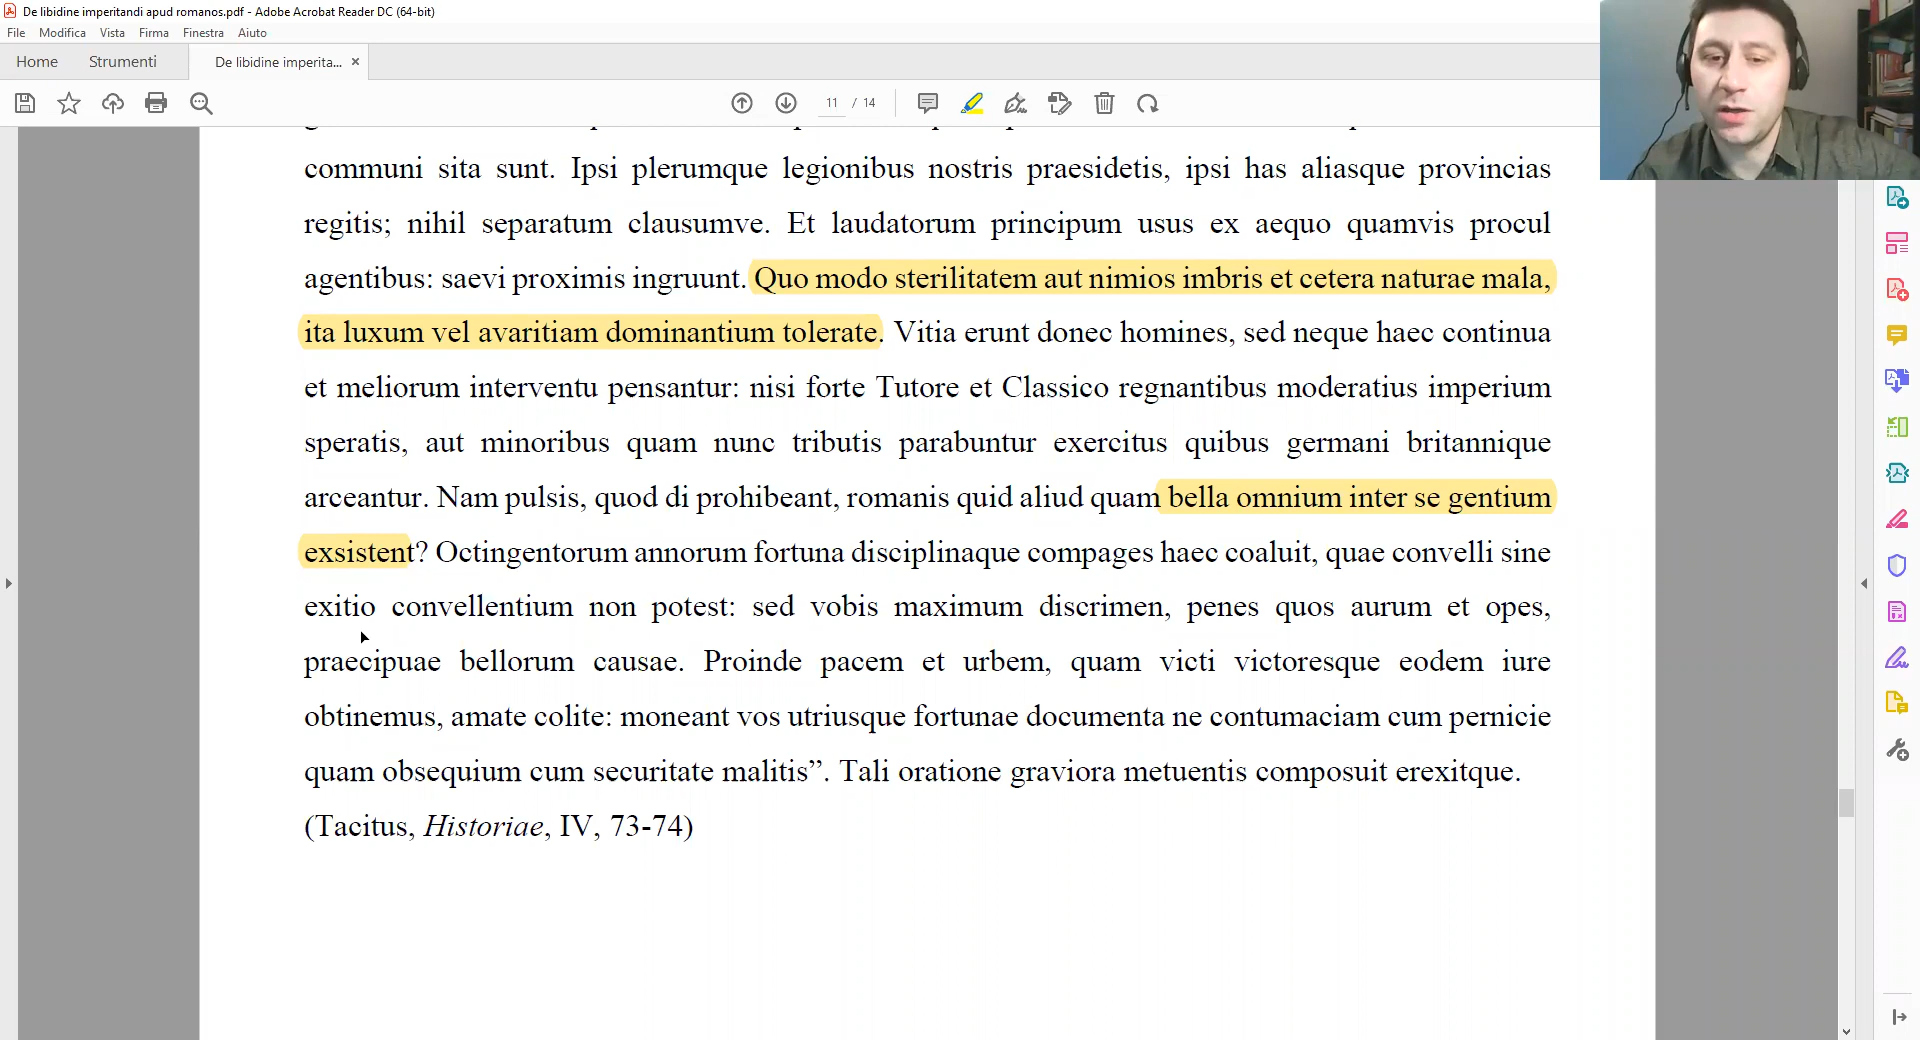 De libidine imperitandi apud romanos.pdf - Adobe Acrobat Reader DC (64-bit)
File Modifica Vista Firma Finestra Aiuto
Home Strumenti De libidine imperita... ×
11 / 14
communi sita sunt. Ipsi plerumque legionibus nostris praesidetis, ipsi has aliasque provincias
regitis; nihil separatum clausumve. Et laudatorum principum usus ex aequo quamvis procul
agentibus: saevi proximis ingruunt. Quo modo sterilitatem aut nimios imbris et cetera naturae mala,
ita luxum vel avaritiam dominantium tolerate. Vitia erunt donec homines, sed neque haec continua
et meliorum interventu pensantur: nisi forte Tutore et Classico regnantibus moderatius imperium
speratis, aut minoribus quam nunc tributis parabuntur exercitus quibus germani britannique
arceantur. Nam pulsis, quod di prohibeant, romanis quid aliud quam bella omnium inter se gentium
exsistent? Octingentorum annorum fortuna disciplinaque compages haec coaluit, quae convelli sine
exitio convellentium non potest: sed vobis maximum discrimen, penes quos aurum et opes,
praecipuae bellorum causae. Proinde pacem et urbem, quam victi victoresque eodem iure
obtinemus, amate colite: moneant vos utriusque fortunae documenta ne contumaciam cum pernicie
quam obsequium cum securitate malitis”. Tali oratione graviora metuentis composuit erexitque.
(Tacitus, Historiae, IV, 73-74)